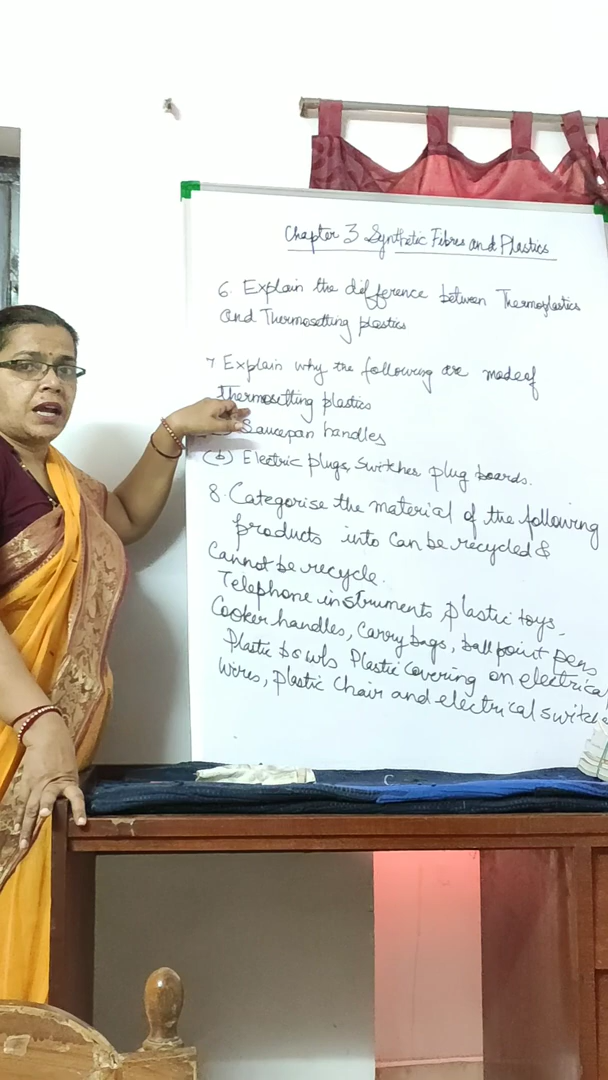 Chapter 3 Synthetic Fibres and Plastics
6. Explain the difference between Thermoplastics
and Thermosetting plastics
7 Explain why the following are made of
Thermosetting plastics
Saucepan handles
(b) Electric plugs, Switches plug boards.
8. Categorise the material of the following
products into can be recycled &
Cannot be recycle.
Telephone instruments, plastic toys,
Cooker handles, Carry bags, ball point pens
Plastic bowls Plastic covering on electrical
Wires, plastic Chair and electrical switches